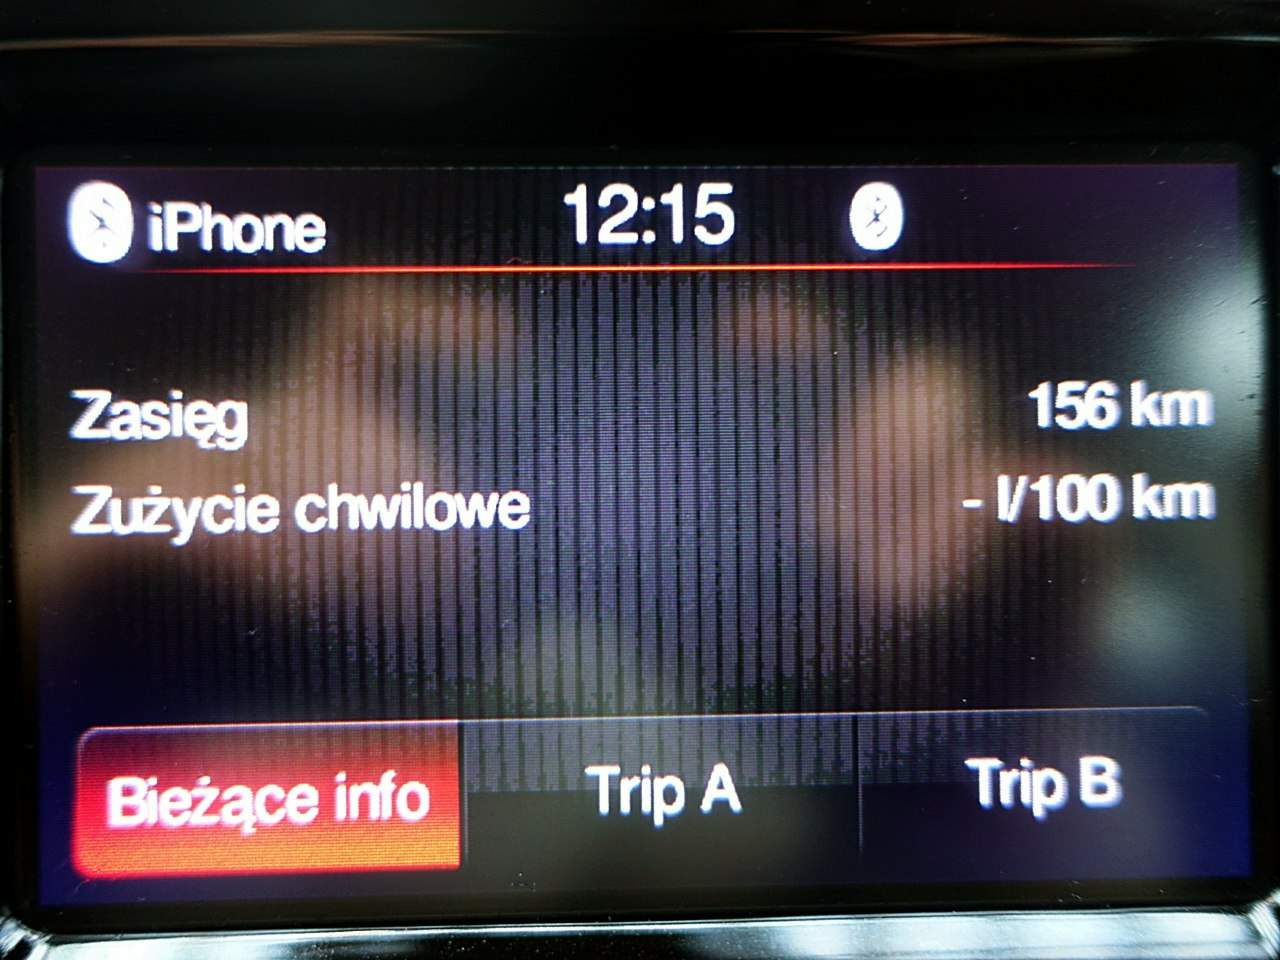 iPhone 12:15
Zasięg 156 km
Zużycie chwilowe - l/100 km
Bieżące info Trip A Trip B